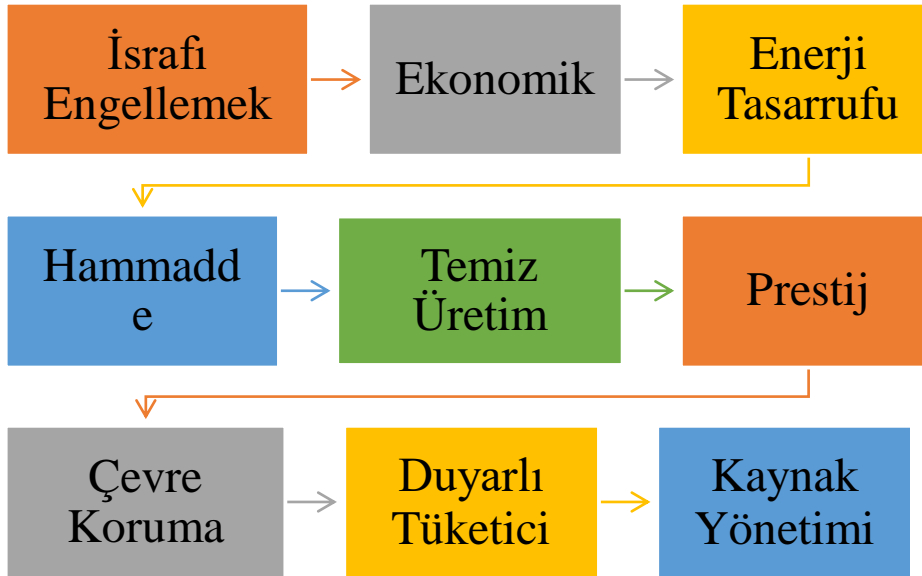 İsrafı
Engellemek
Ekonomik
Enerji
Tasarrufu
Hammadd
e
Temiz
Üretim
Prestij
Çevre
Koruma
Duyarlı
Tüketici
Kaynak
Yönetimi